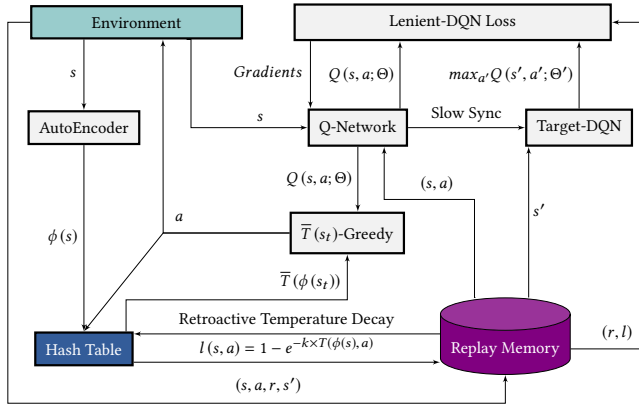 Environment
Lenient-DQN Loss
s
Gradients
Q(s, a; Θ)
max_{a'} Q(s', a'; Θ')
AutoEncoder
s
Q-Network
Slow Sync
Target-DQN
Q(s, a; Θ)
(s, a)
s'
a
T̅(s_t)-Greedy
ϕ(s)
T̅(ϕ(s_t))
Retroactive Temperature Decay
Hash Table
l(s, a) = 1 − e^{−k×T(ϕ(s),a)}
Replay Memory
(r, l)
(s, a, r, s')